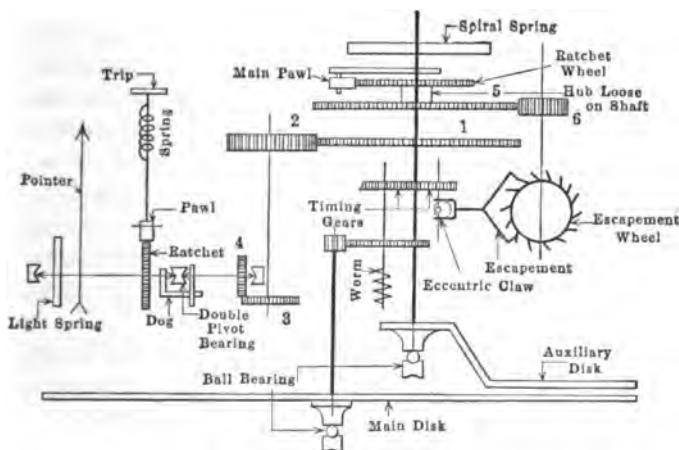 Spiral Spring
Trip
Main Pawl
Ratchet
Wheel
5
Hub Loose
on Shaft
6
2
1
Spring
Pointer
Timing
Gears
Pawl
Ratchet
4
Escapement
Wheel
Escapement
Eccentric Claw
Worm
Light Spring
Dog
Double
Pivot
Bearing
3
Auxiliary
Disk
Ball Bearing
Main Disk